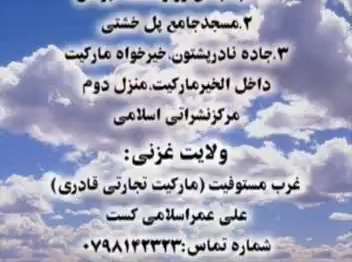 ۲.مسجدجامع پل خشتی
۳.جاده نادرپشتون،خیرخواه مارکیت
داخل الخیرمارکیت،منزل دوم
مرکزنشراتی اسلامی
ولایت غزنی:
غرب مستوفیت (مارکیت تجارتی قادری)
علی عمراسلامی کست
شماره تماس:۰۷۹۸۱۴۲۳۲۳